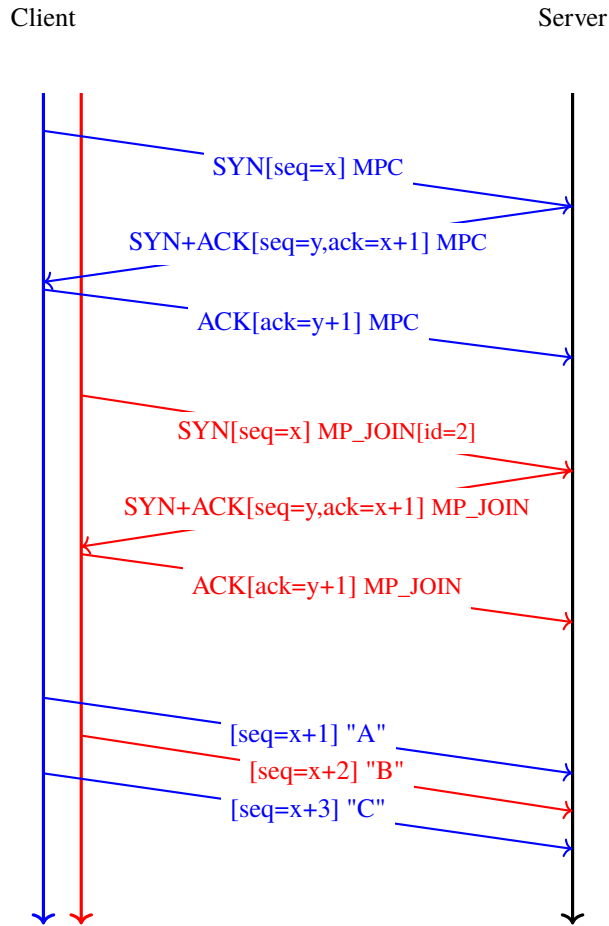 Client
Server
SYN[seq=x] MPC
SYN+ACK[seq=y,ack=x+1] MPC
ACK[ack=y+1] MPC
SYN[seq=x] MP_JOIN[id=2]
SYN+ACK[seq=y,ack=x+1] MP_JOIN
ACK[ack=y+1] MP_JOIN
[seq=x+1] "A"
[seq=x+2] "B"
[seq=x+3] "C"